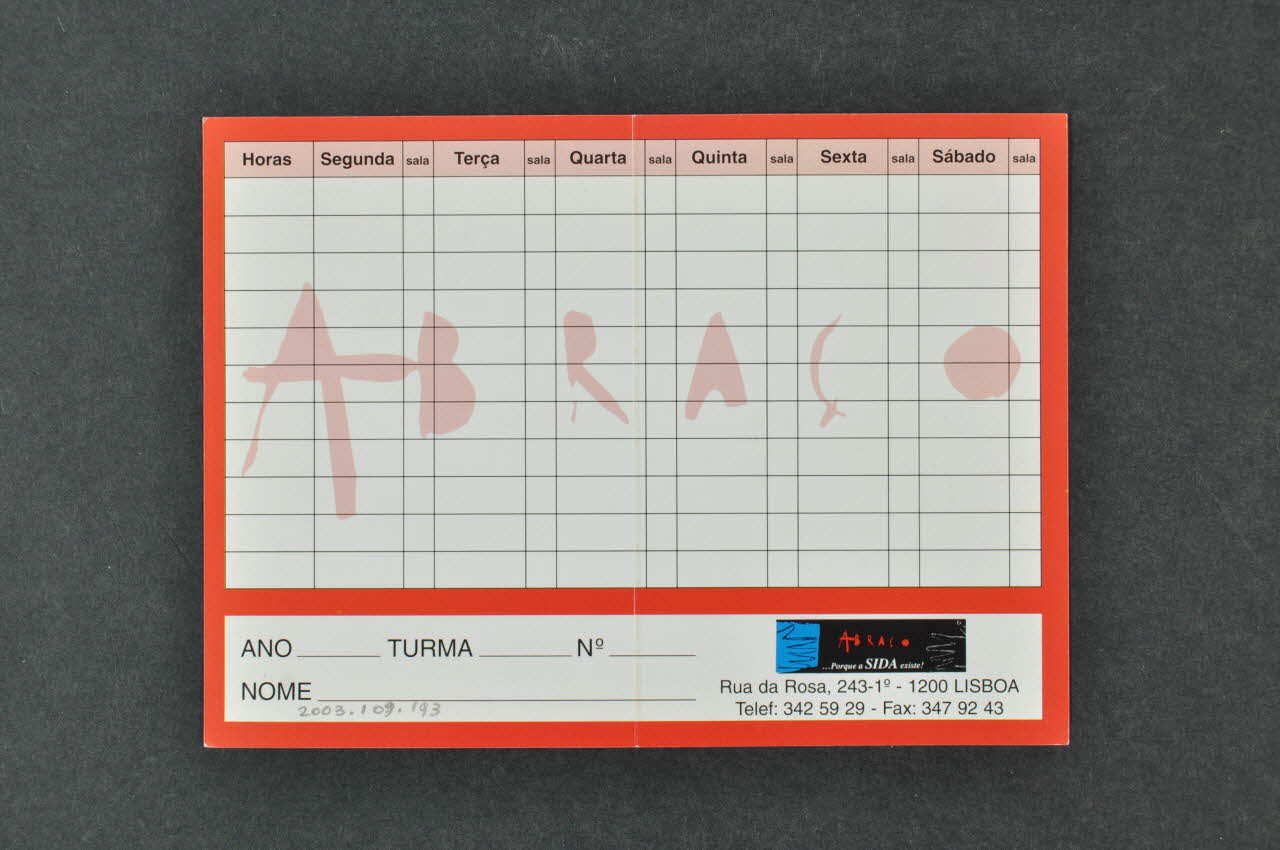 Horas Segunda sala Terça sala Quarta sala Quinta sala Sexta sala Sábado sala
ABRAÇO
ANO TURMA Nº
NOME
2003.109.193
ABRAÇO
...Porque a SIDA existe!
Rua da Rosa, 243-1º - 1200 LISBOA
Telef: 342 59 29 - Fax: 347 92 43